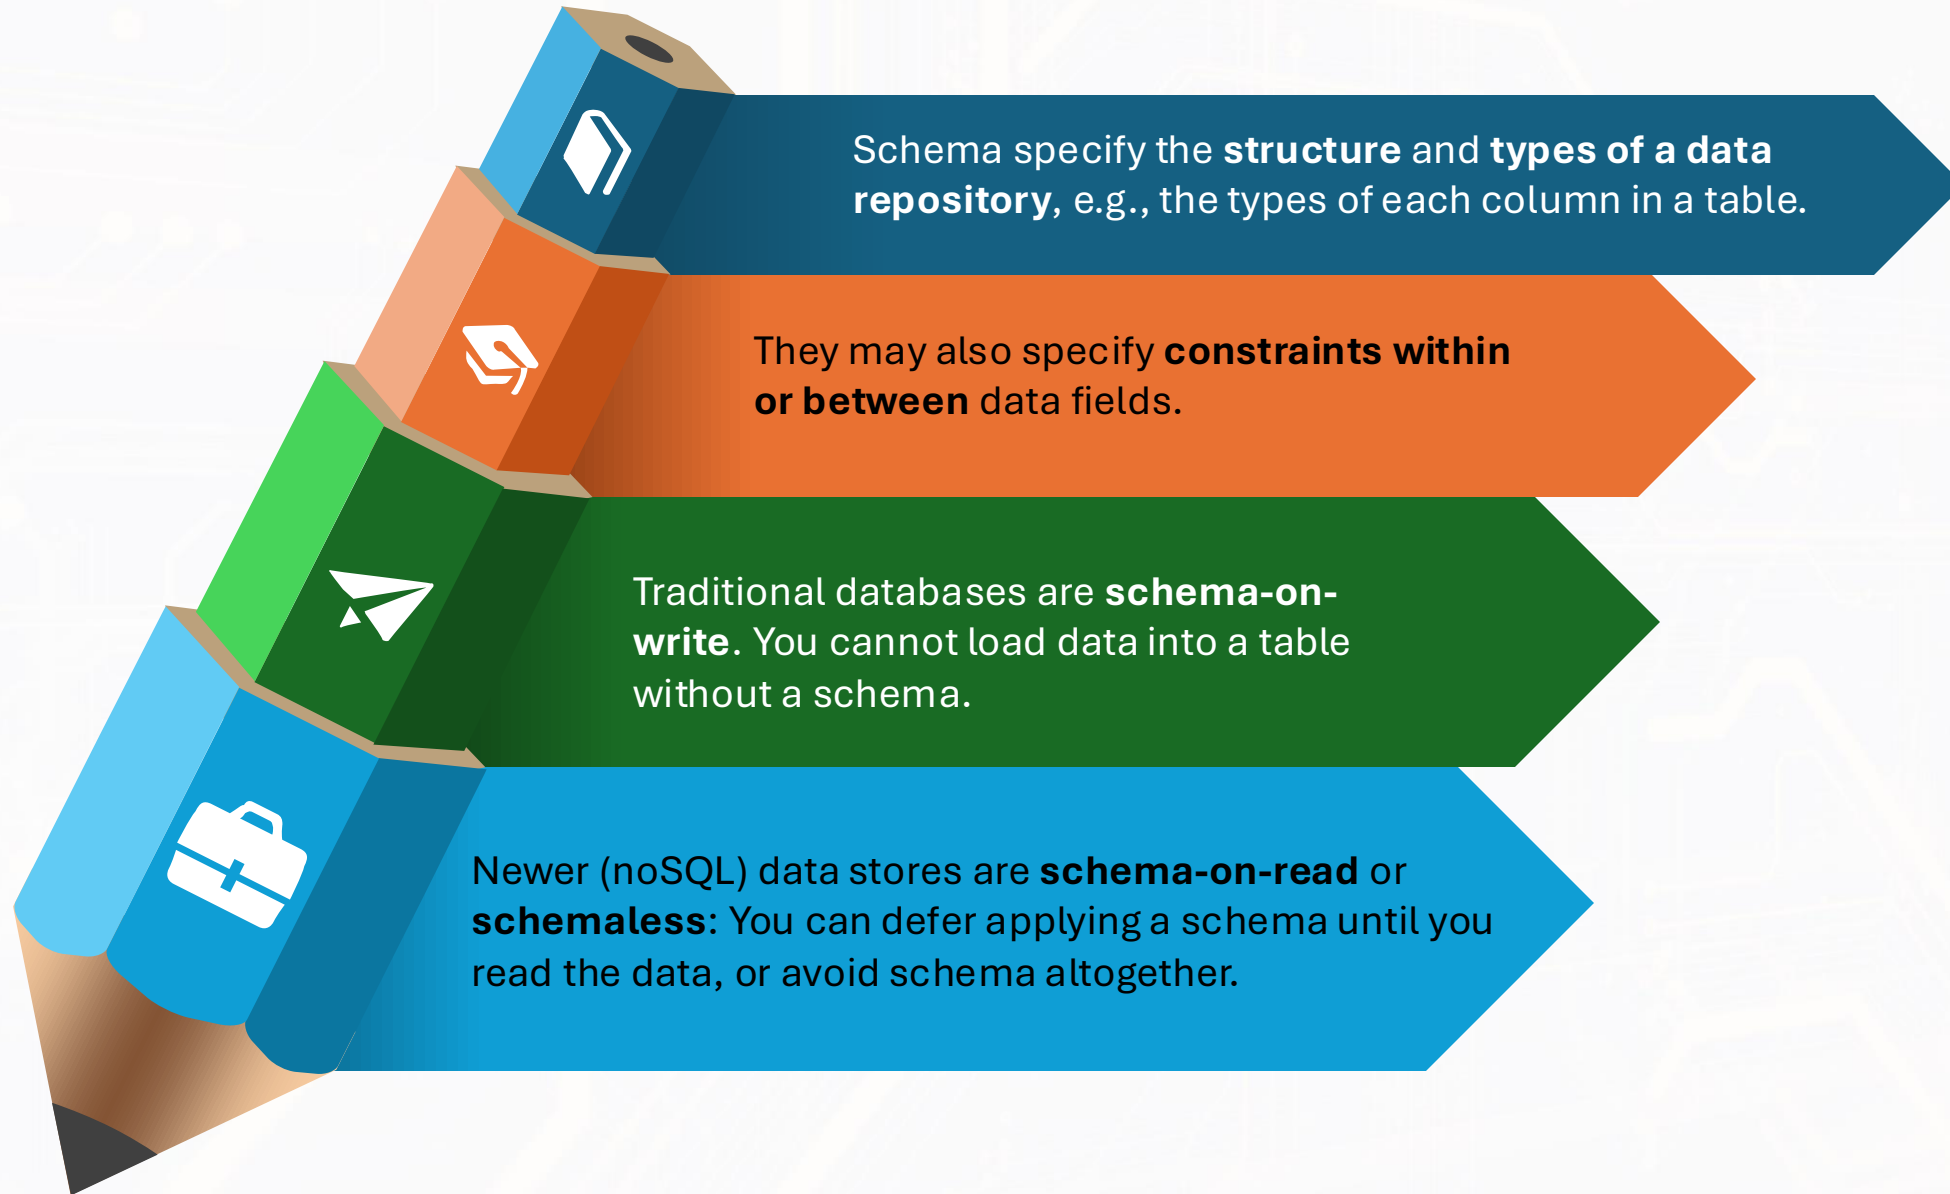 Schema specify the structure and types of a data
repository, e.g., the types of each column in a table.
They may also specify constraints within
or between data fields.
Traditional databases are schema-on-
write. You cannot load data into a table
without a schema.
Newer (noSQL) data stores are schema-on-read or
schemaless: You can defer applying a schema until you
read the data, or avoid schema altogether.